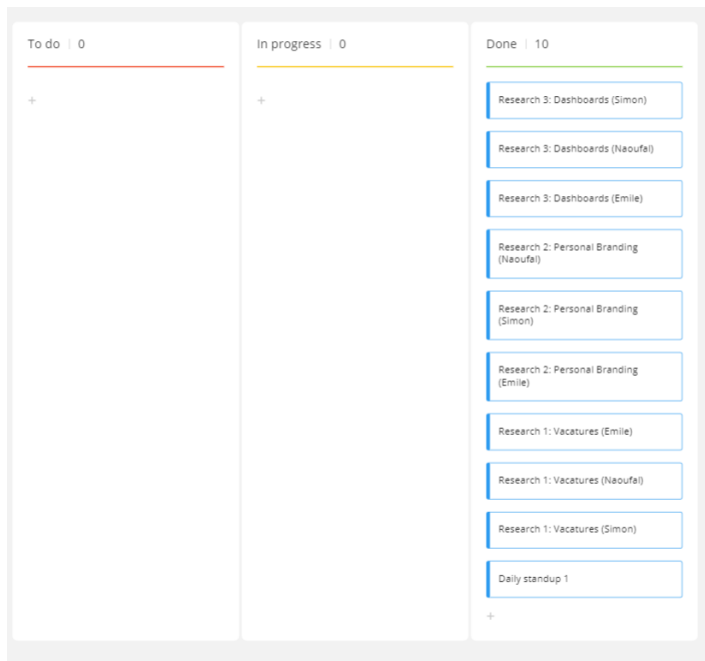 To do | 0
+
In progress | 0
+
Done | 10
Research 3: Dashboards (Simon)
Research 3: Dashboards (Naoufal)
Research 3: Dashboards (Emile)
Research 2: Personal Branding
(Naoufal)
Research 2: Personal Branding
(Simon)
Research 2: Personal Branding
(Emile)
Research 1: Vacatures (Emile)
Research 1: Vacatures (Naoufal)
Research 1: Vacatures (Simon)
Daily standup 1
+